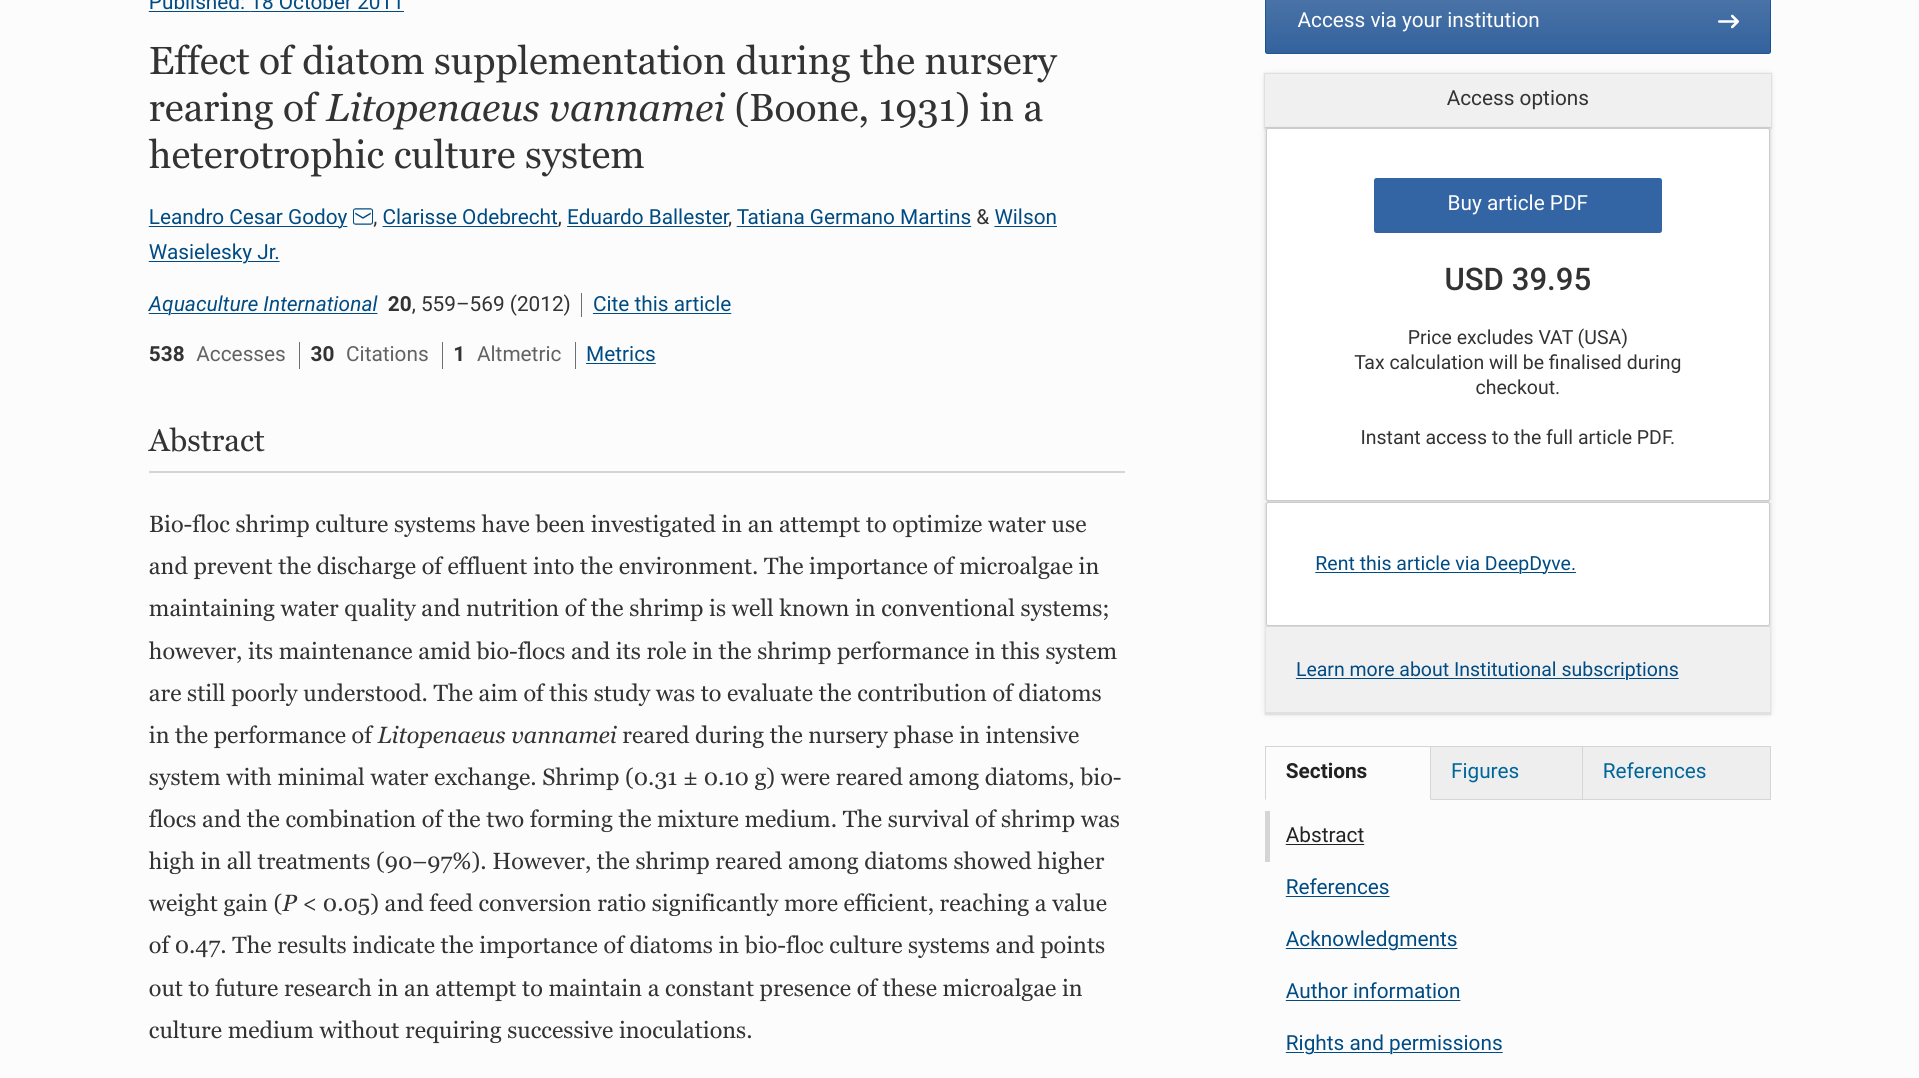 Published: 18 October 2011
Effect of diatom supplementation during the nursery
rearing of Litopenaeus vannamei (Boone, 1931) in a
heterotrophic culture system
Leandro Cesar Godoy, Clarisse Odebrecht, Eduardo Ballester, Tatiana Germano Martins & Wilson
Wasielesky Jr.
Aquaculture International 20, 559–569 (2012) Cite this article
538 Accesses 30 Citations 1 Altmetric Metrics
Abstract
Bio-floc shrimp culture systems have been investigated in an attempt to optimize water use
and prevent the discharge of effluent into the environment. The importance of microalgae in
maintaining water quality and nutrition of the shrimp is well known in conventional systems;
however, its maintenance amid bio-flocs and its role in the shrimp performance in this system
are still poorly understood. The aim of this study was to evaluate the contribution of diatoms
in the performance of Litopenaeus vannamei reared during the nursery phase in intensive
system with minimal water exchange. Shrimp (0.31 ± 0.10 g) were reared among diatoms, bio-
flocs and the combination of the two forming the mixture medium. The survival of shrimp was
high in all treatments (90–97%). However, the shrimp reared among diatoms showed higher
weight gain (P < 0.05) and feed conversion ratio significantly more efficient, reaching a value
of 0.47. The results indicate the importance of diatoms in bio-floc culture systems and points
out to future research in an attempt to maintain a constant presence of these microalgae in
culture medium without requiring successive inoculations.
Access via your institution
Access options
Buy article PDF
USD 39.95
Price excludes VAT (USA)
Tax calculation will be finalised during
checkout.
Instant access to the full article PDF.
Rent this article via DeepDyve.
Learn more about Institutional subscriptions
Sections Figures References
Abstract
References
Acknowledgments
Author information
Rights and permissions